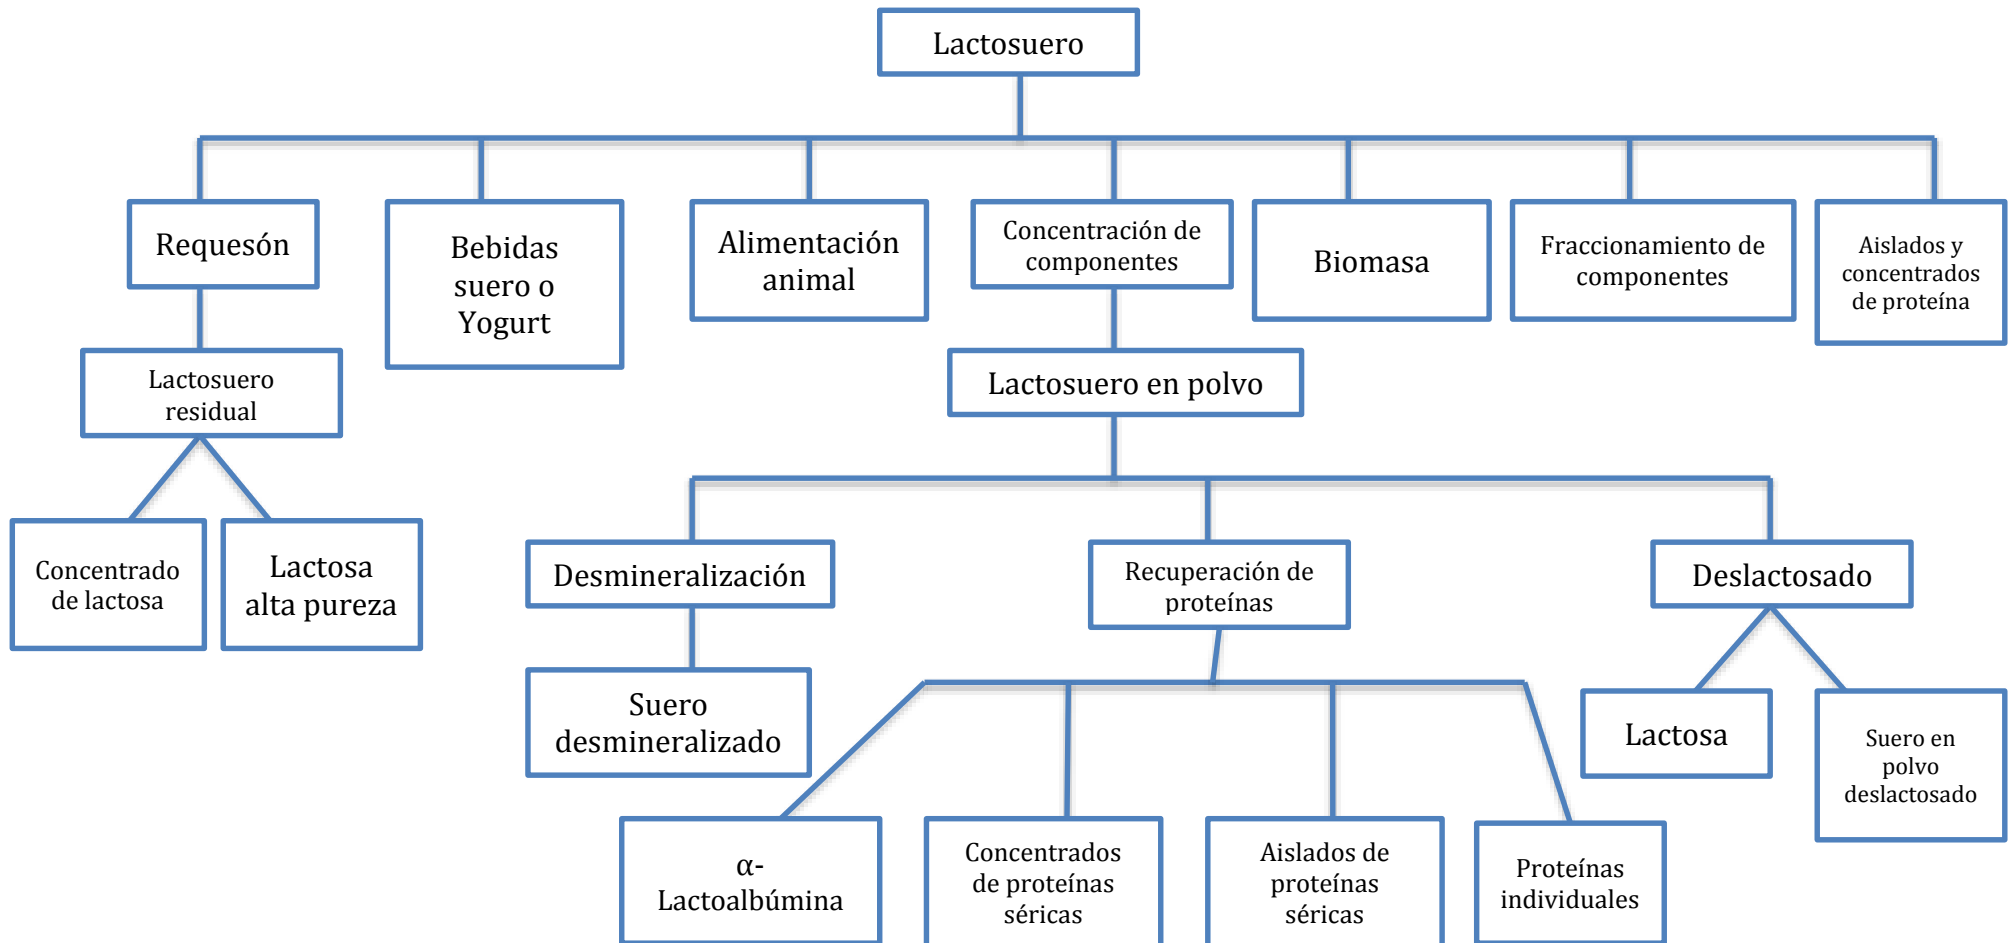 Lactosuero
Requesón
Bebidas
suero o
Yogurt
Alimentación
animal
Concentración de
componentes
Biomasa
Fraccionamiento de
componentes
Aislados y
concentrados
de proteína
Lactosuero
residual
Lactosuero en polvo
Concentrado
de lactosa
Lactosa
alta pureza
Desmineralización
Recuperación de
proteínas
Deslactosado
Suero
desmineralizado
Lactosa
Suero en
polvo
deslactosado
α-
Lactoalbúmina
Concentrados
de proteínas
séricas
Aislados de
proteínas
séricas
Proteínas
individuales